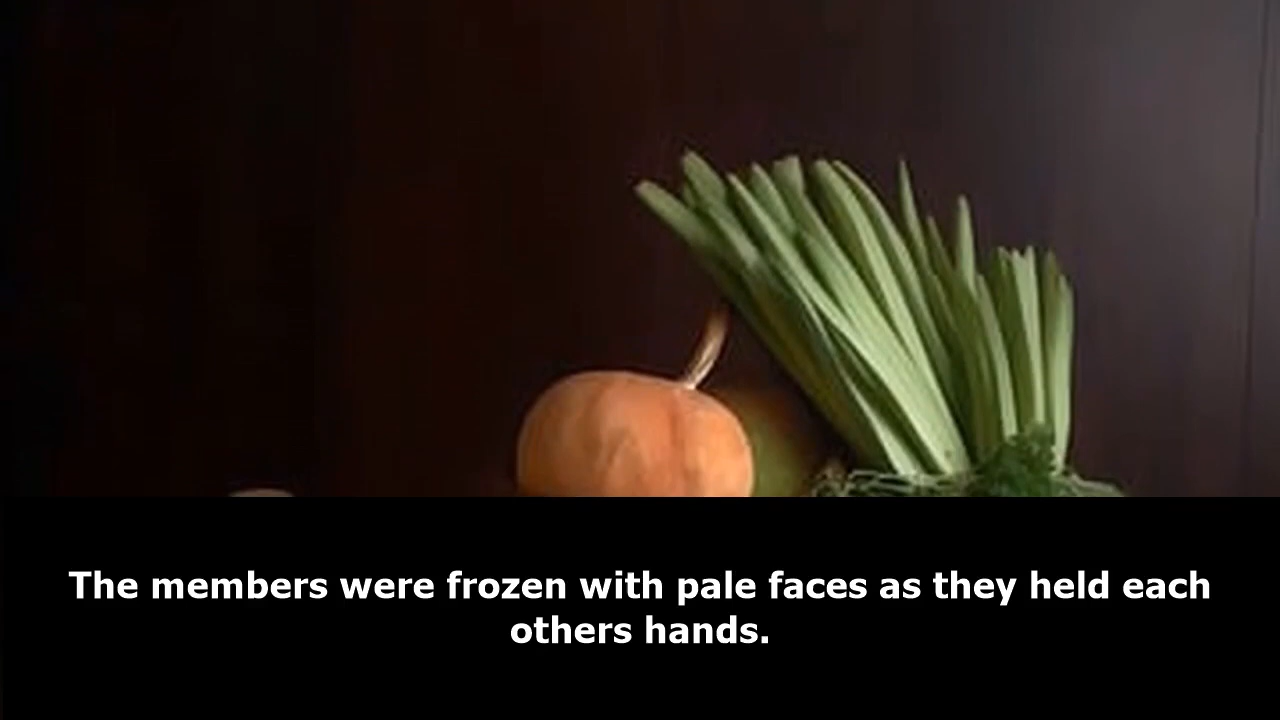 The members were frozen with pale faces as they held each
others hands.